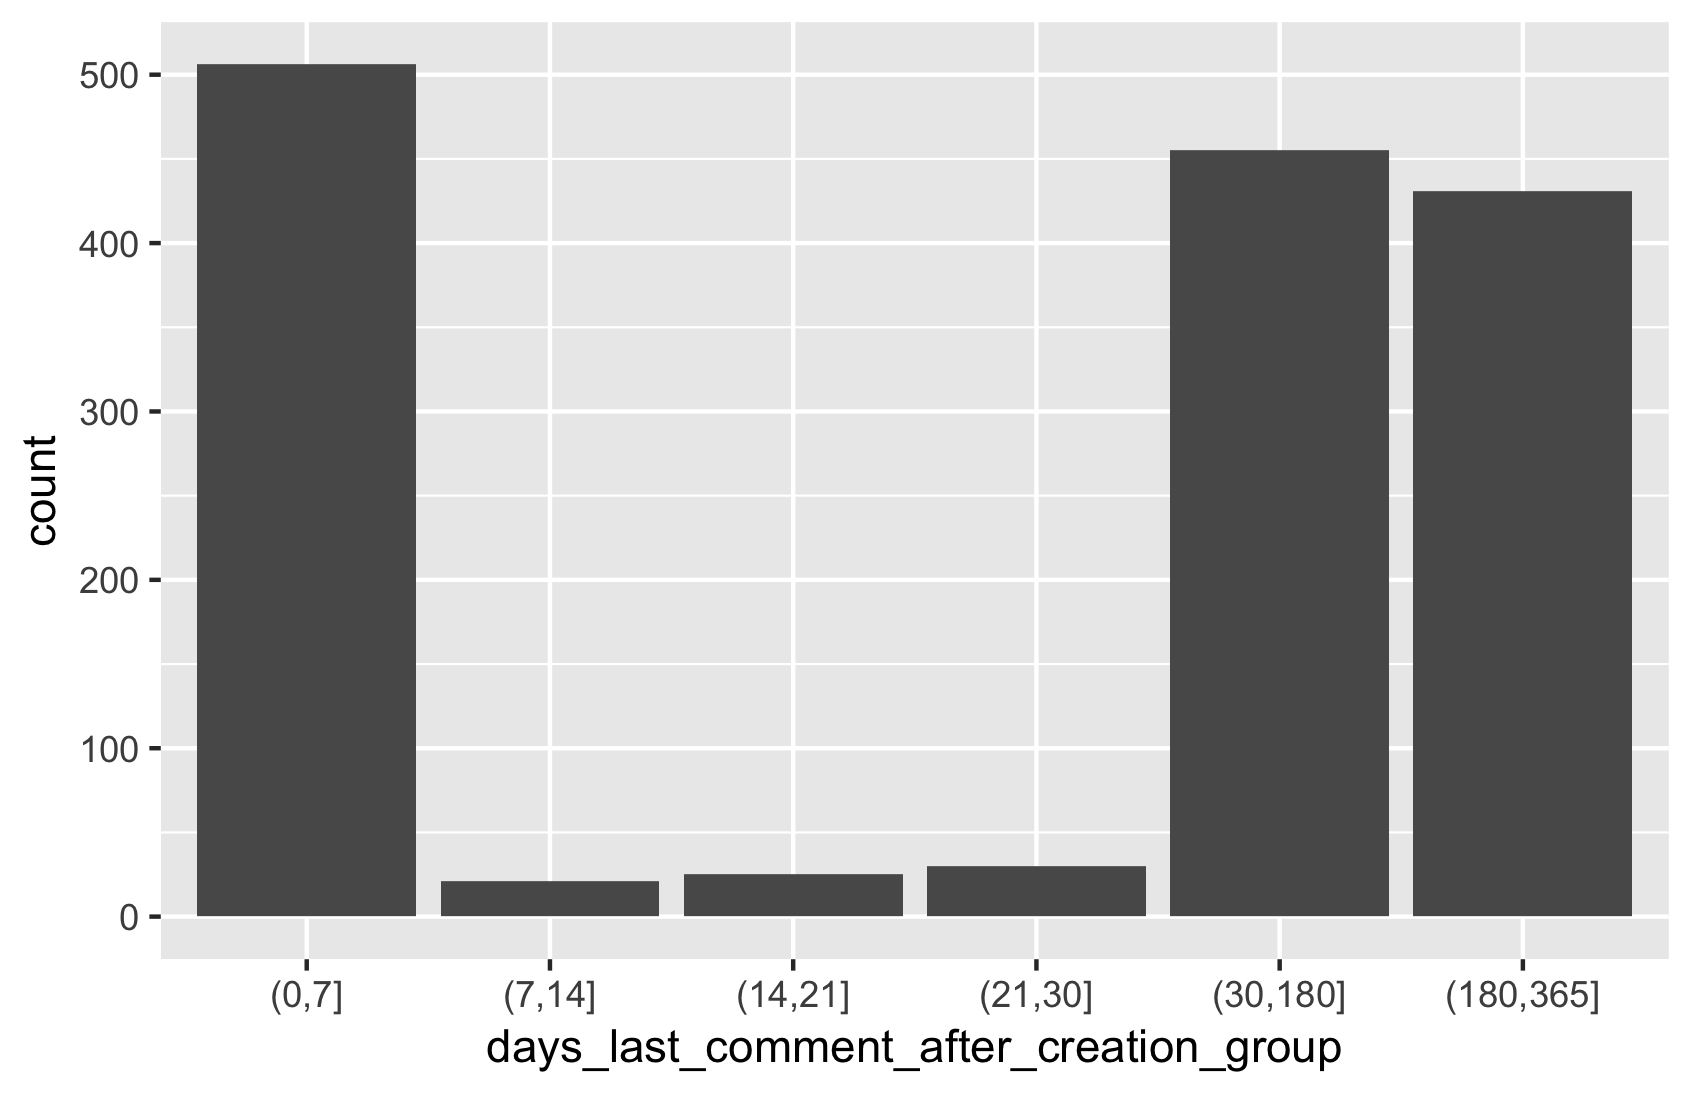 500
400
300
200
100
0
count
(0,7] (7,14] (14,21] (21,30] (30,180] (180,365]
days_last_comment_after_creation_group